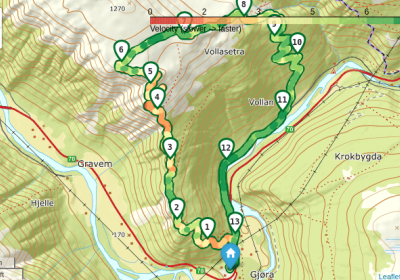 1270
2 3 5 6
Velocity (slower -> faster)
8
10
6
Vollasetra
5
4
11
Vollan
70
3
12
Krokbygda
70
Gravem
Hjelle
2
13
1
170
Gjøra
Leaflet